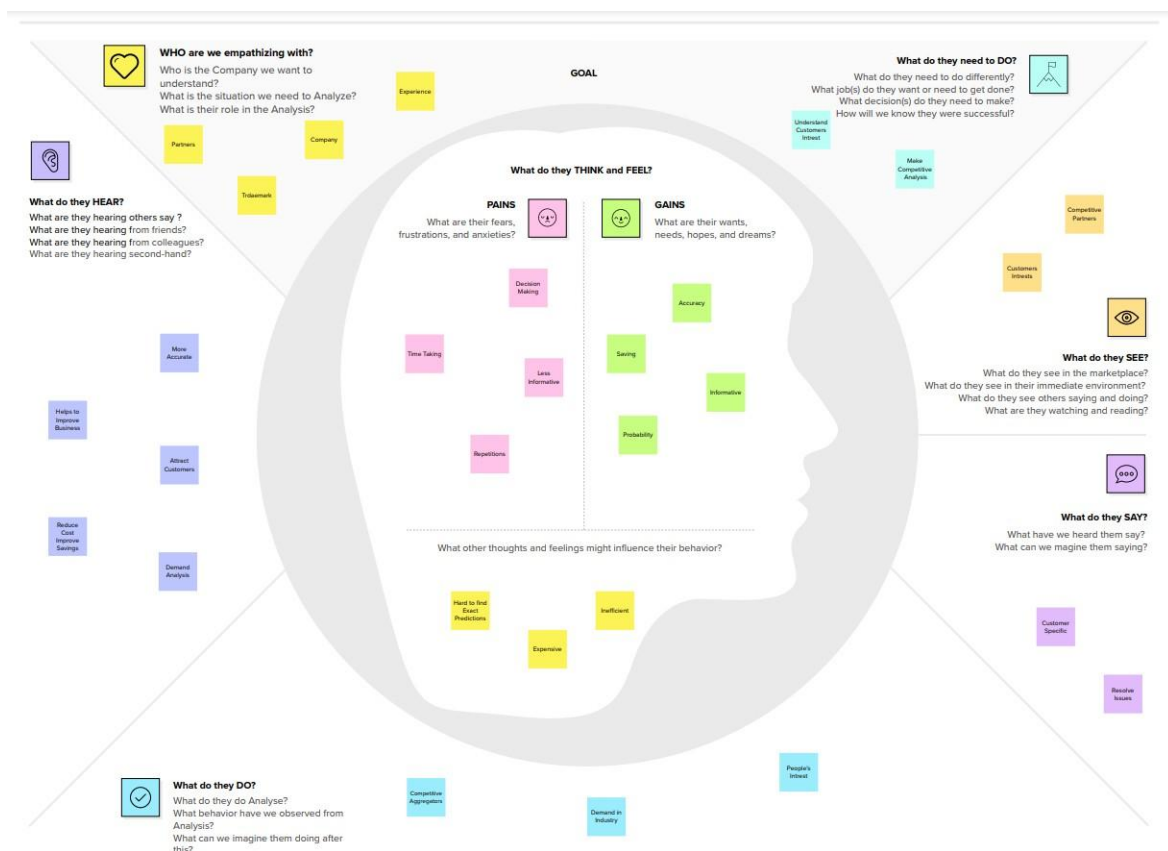 WHO are we empathizing with?
Who is the Company we want to
understand?
What is the situation we need to Analyze?
What is their role in the Analysis?
Partners
Trdaemark
Company
Experience
GOAL
What do they need to DO?
What do they need to do differently?
What job(s) do they want or need to get done?
What decision(s) do they need to make?
How will we know they were successful?
Understand
Customers
Intrest
Make
Competitive
Analysis
What do they HEAR?
What are they hearing others say ?
What are they hearing from friends?
What are they hearing from colleagues?
What are they hearing second-hand?
More
Accurate
Helps to
Improve
Business
Attrect
Customers
Reduce
Cost
Improve
Savings
Demand
Analysis
What do they THINK and FEEL?
PAINS
What are their fears,
frustrations, and anxieties?
Decision
Making
Time Taking
Less
Informative
Repetitions
GAINS
What are their wants,
needs, hopes, and dreams?
Accuracy
Saving
Informative
Probability
What other thoughts and feelings might influence their behavior?
Hard to find
Exact
Predictions
Expensive
Inefficient
Competitive
Partners
Customers
Intrests
What do they SEE?
What do they see in the marketplace?
What do they see in their immediate environment?
What do they see others saying and doing?
What are they watching and reading?
What do they SAY?
What have we heard them say?
What can we magine them saying?
Customer
Specific
Resolve
Issues
What do they DO?
What do they do Analyse?
What behavior have we observed from
Analysis?
What can we imagine them doing after
this?
Competitive
Aggregators
Demand in
Industry
People's
Intrest